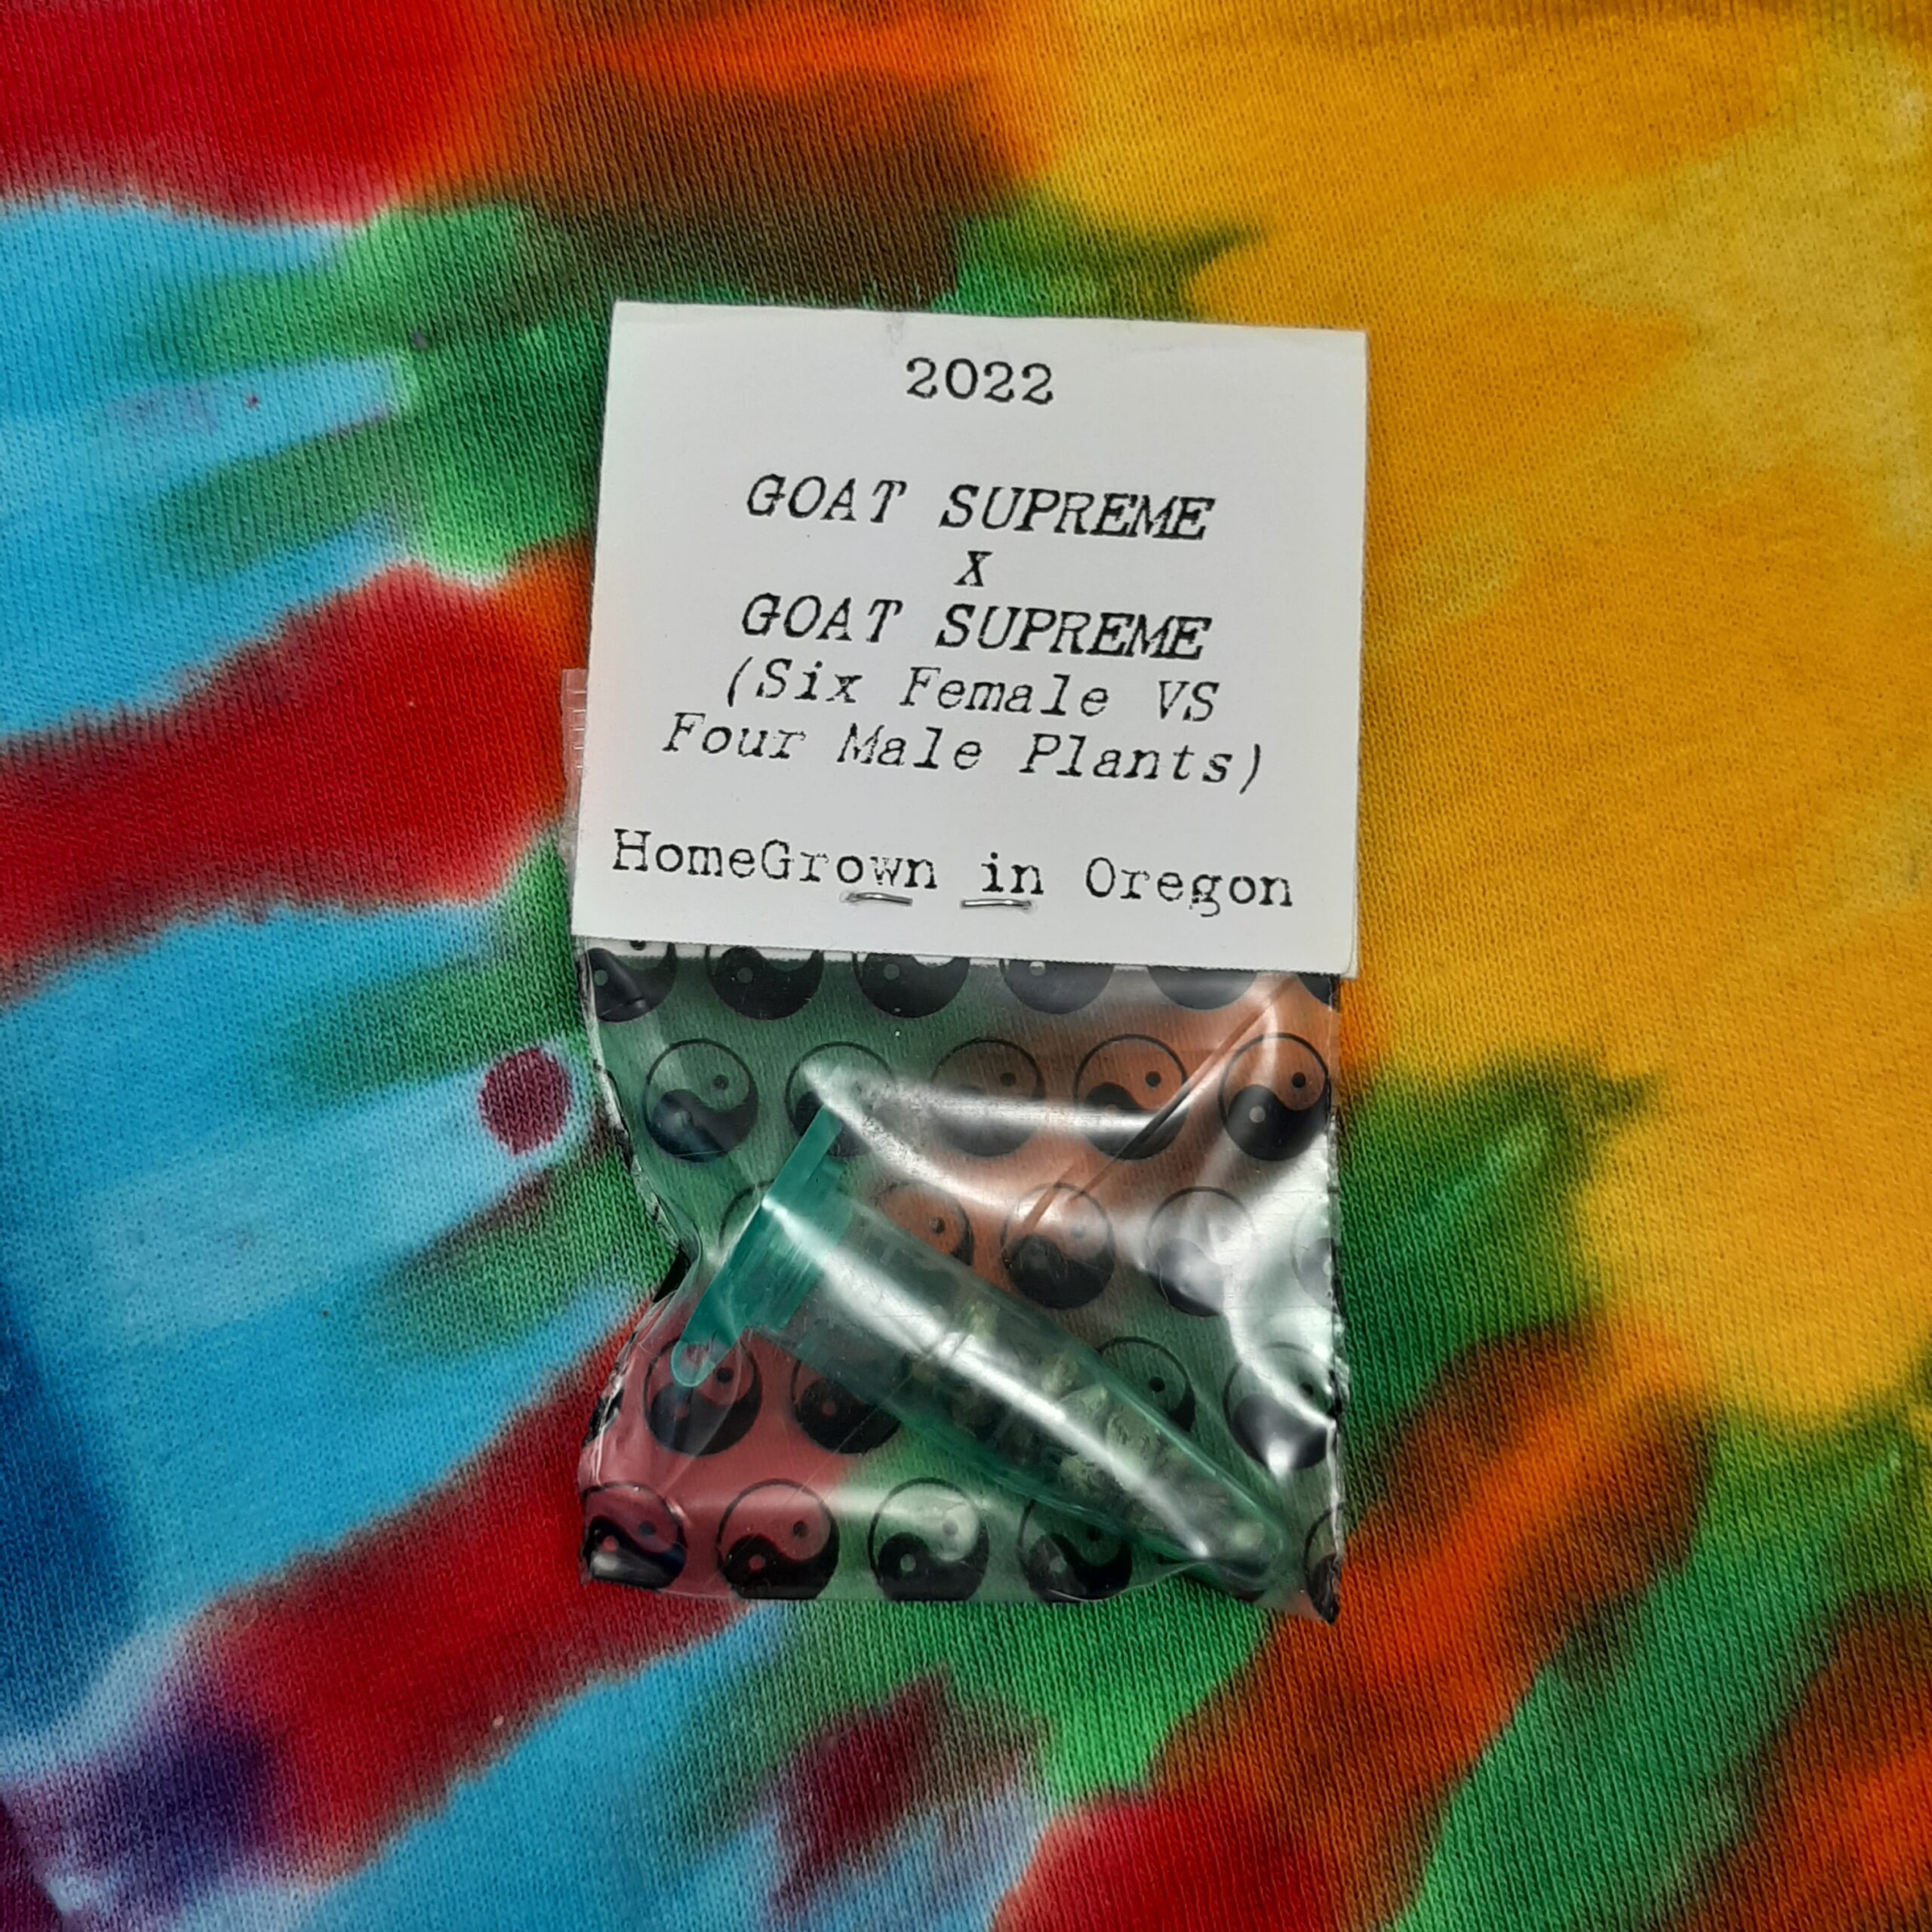 2022
GOAT SUPREME
X
GOAT SUPREME
(Six Female VS
Four Male Plants)
HomeGrown in Oregon